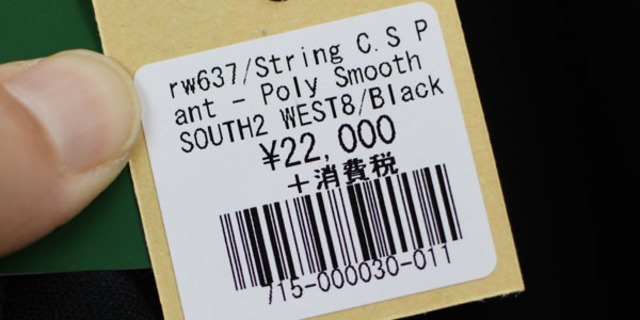 rw637/String C.S P
ant - Poly Smooth
SOUTH2 WEST8/Black
¥22,000
+消費税
715-000030-011